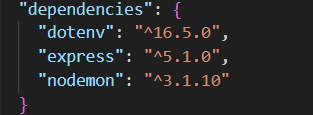 "dependencies": {
"dotenv": "^16.5.0",
"express": "^5.1.0",
"nodemon": "^3.1.10"
}